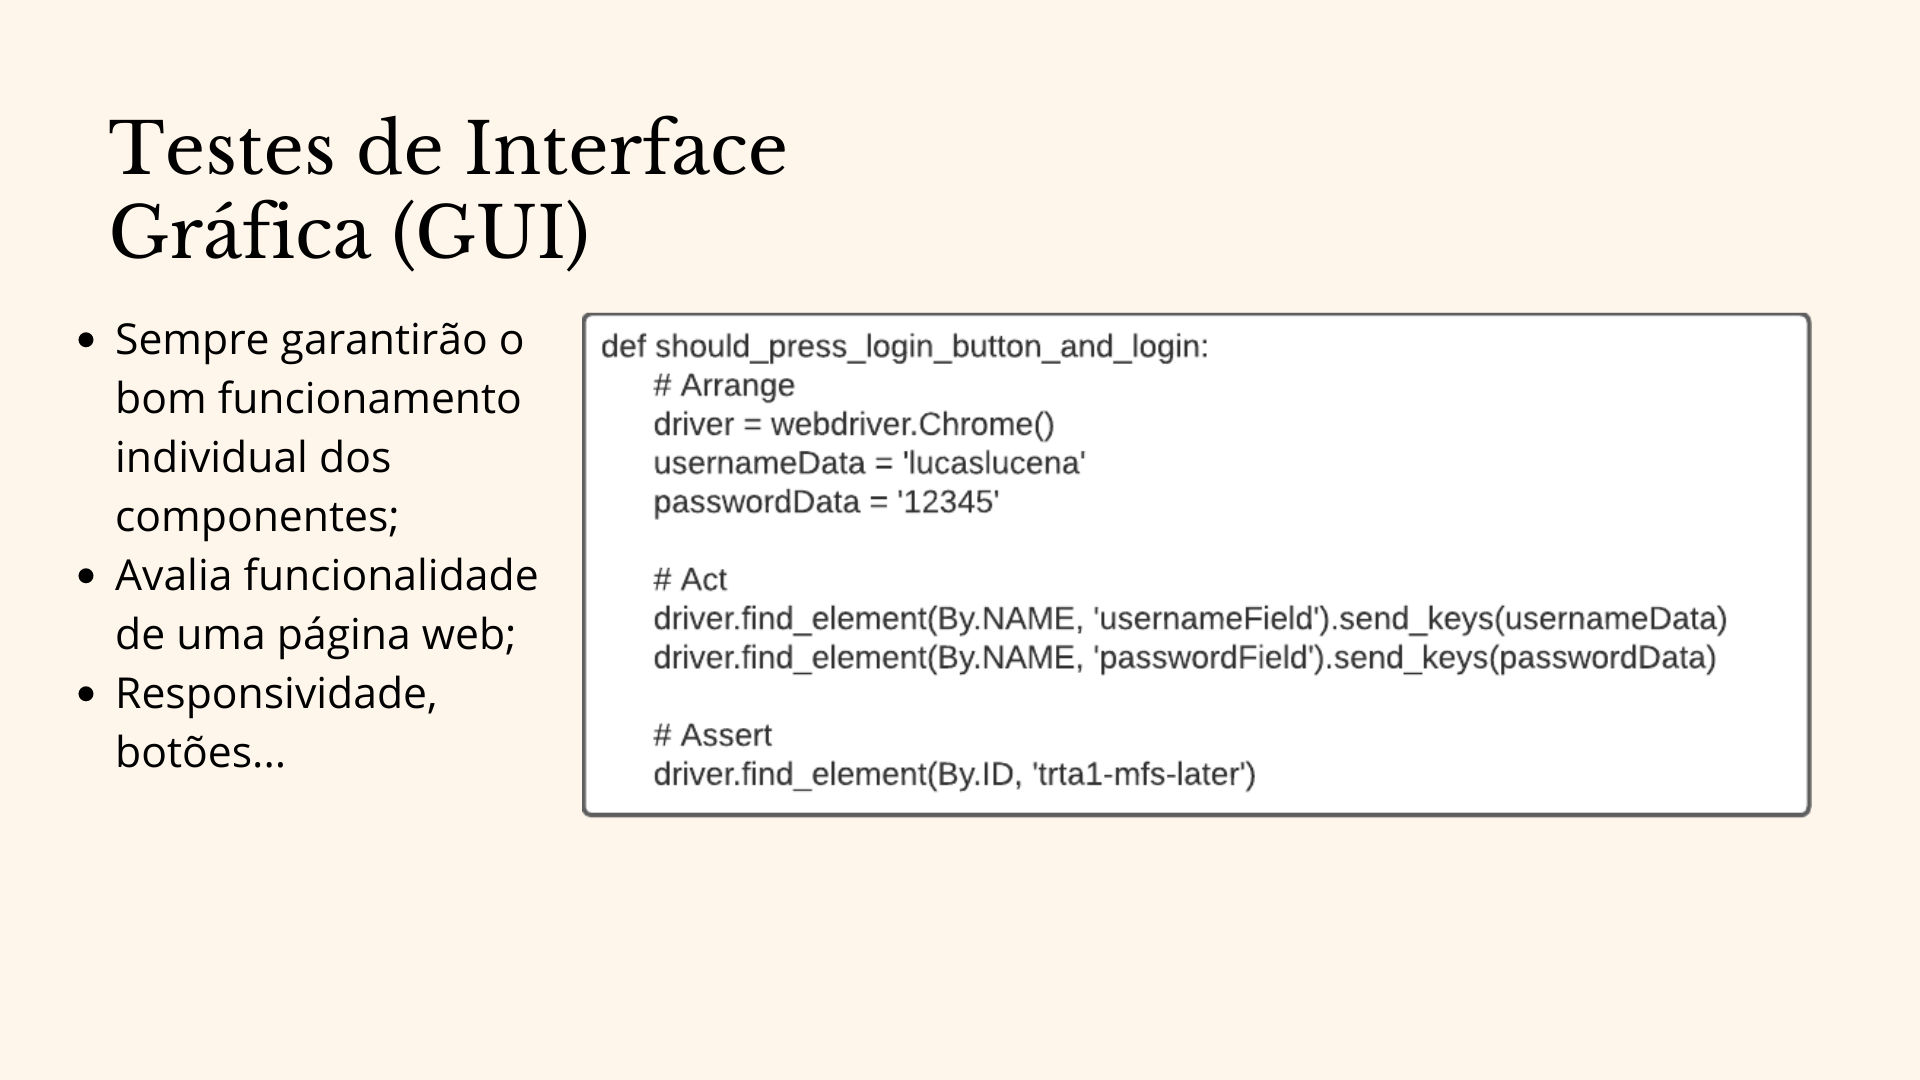 Testes de Interface
Gráfica (GUI)
• Sempre garantirão o
bom funcionamento
individual dos
componentes;
• Avalia funcionalidade
de uma página web;
• Responsividade,
botões...
def should_press_login_button_and_login:
# Arrange
driver = webdriver.Chrome()
usernameData = 'lucaslucena'
passwordData = '12345'
# Act
driver.find_element(By.NAME, 'usernameField').send_keys(usernameData)
driver.find_element(By.NAME, 'passwordField').send_keys(passwordData)
# Assert
driver.find_element(By.ID, 'trta1-mfs-later')